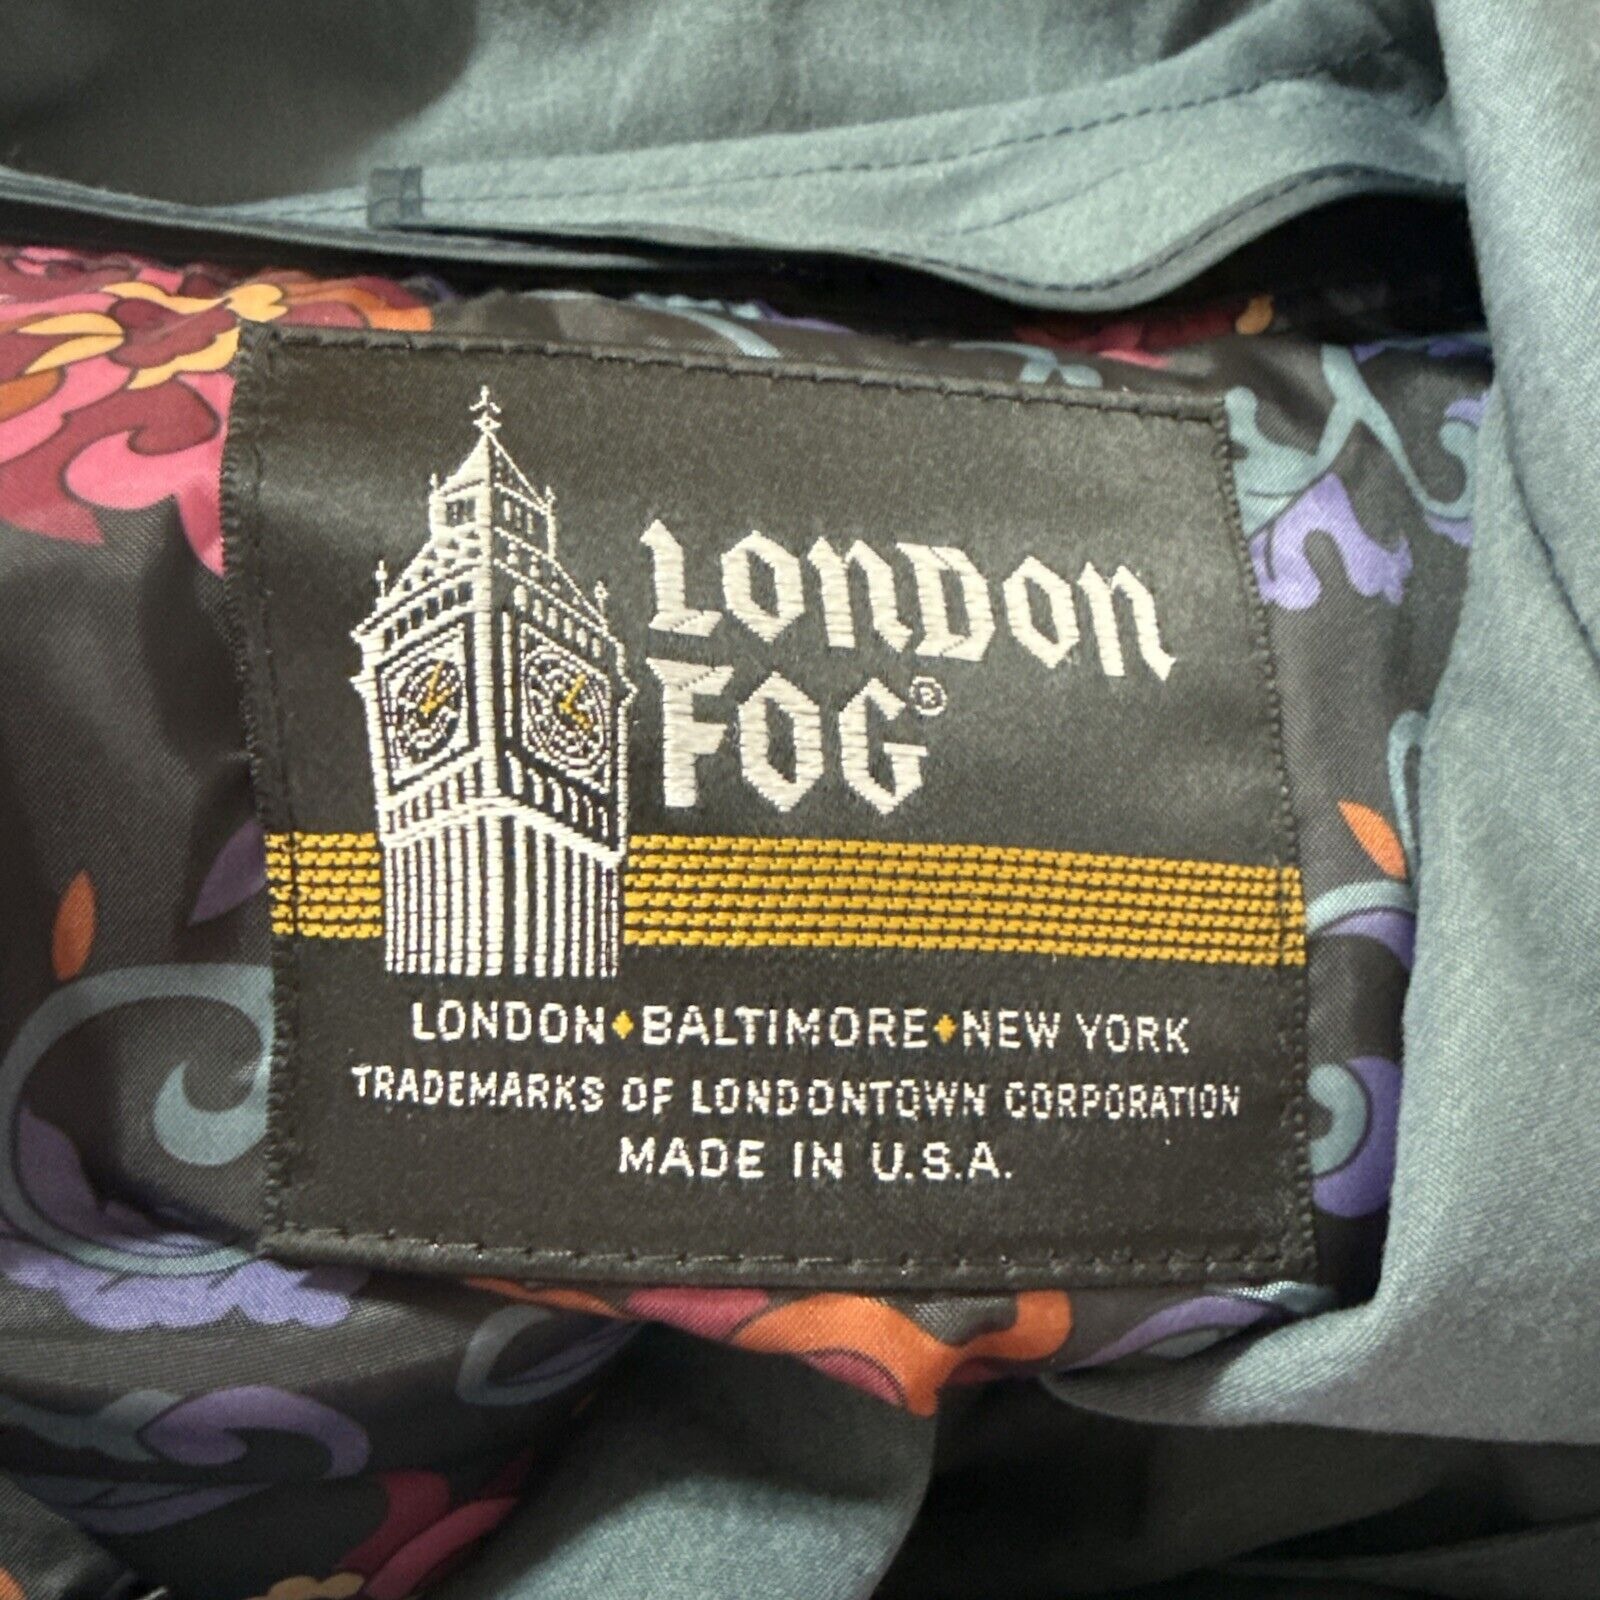 LONDON
FOG®
LONDON♦BALTIMORE♦NEW YORK
TRADEMARKS OF LONDONTOWN CORPORATION
MADE IN U.S.A.